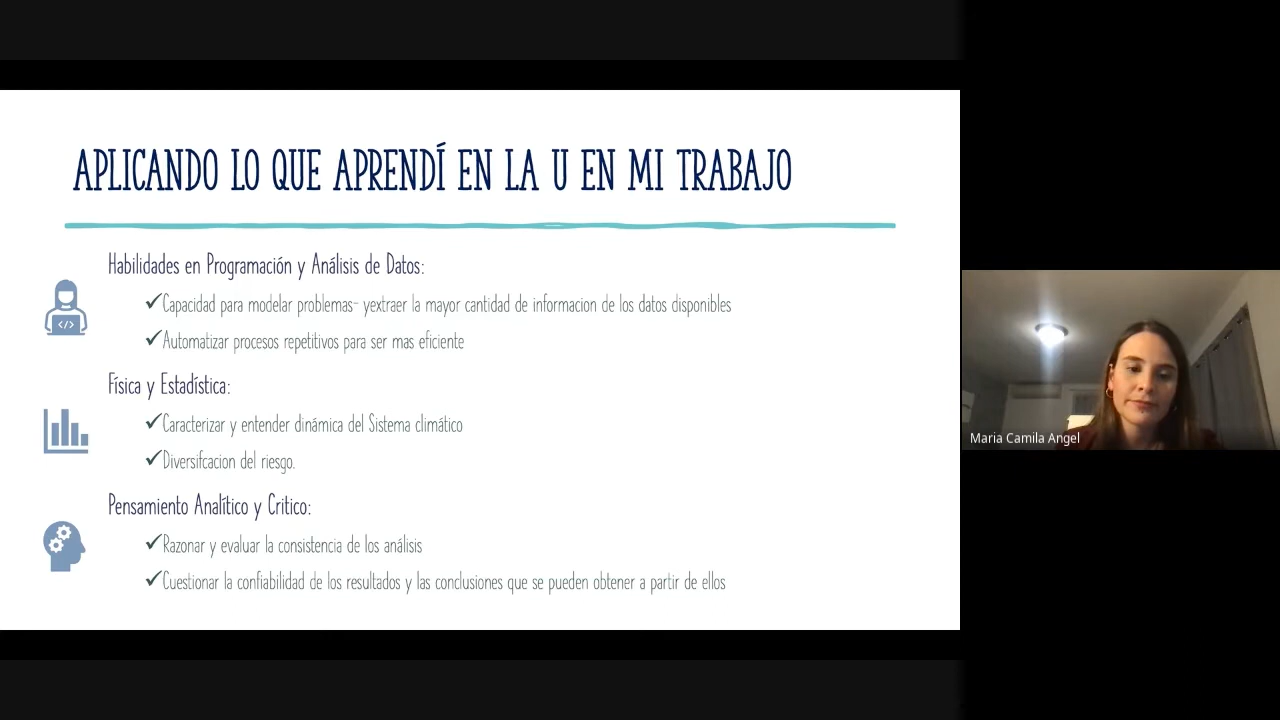 APLICANDO LO QUE APRENDÍ EN LA U EN MI TRABAJO
Habilidades en Programación y Análisis de Datos:
✓Capacidad para modelar problemas- yextraer la mayor cantidad de informacion de los datos disponibles
✓Automatizar procesos repetitivos para ser mas eficiente
Física y Estadística:
✓Caracterizar y entender dinámica del Sistema climático
✓Diversifcacion del riesgo.
Pensamiento Analítico y Critico:
✓Razonar y evaluar la consistencia de los análisis
✓Cuestionar la confiabilidad de los resultados y las conclusiones que se pueden obtener a partir de ellos
Maria Camila Angel